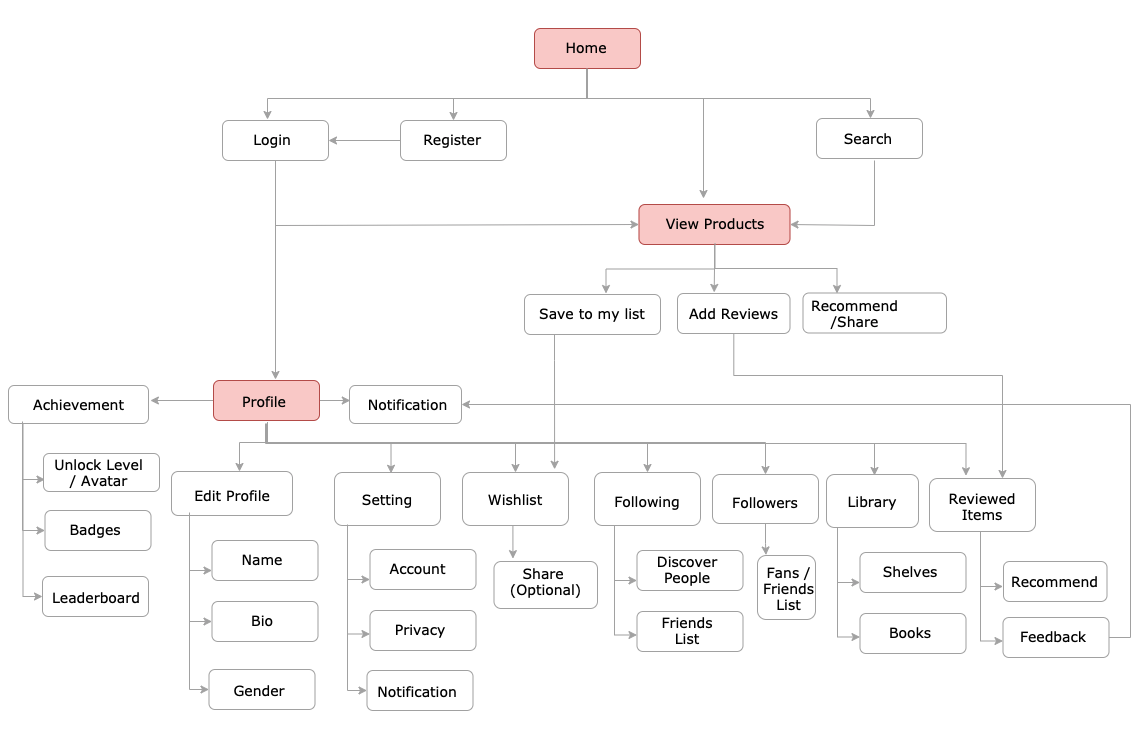 Home
Login
Register
Search
View Products
Save to my list
Add Reviews
Recommend
/Share
Achievement
Profile
Notification
Unlock Level
/ Avatar
Badges
Leaderboard
Edit Profile
Name
Bio
Gender
Setting
Account
Privacy
Notification
Wishlist
Share
(Optional)
Following
Discover
People
Friends
List
Followers
Fans /
Friends
List
Library
Shelves
Books
Reviewed
Items
Recommend
Feedback